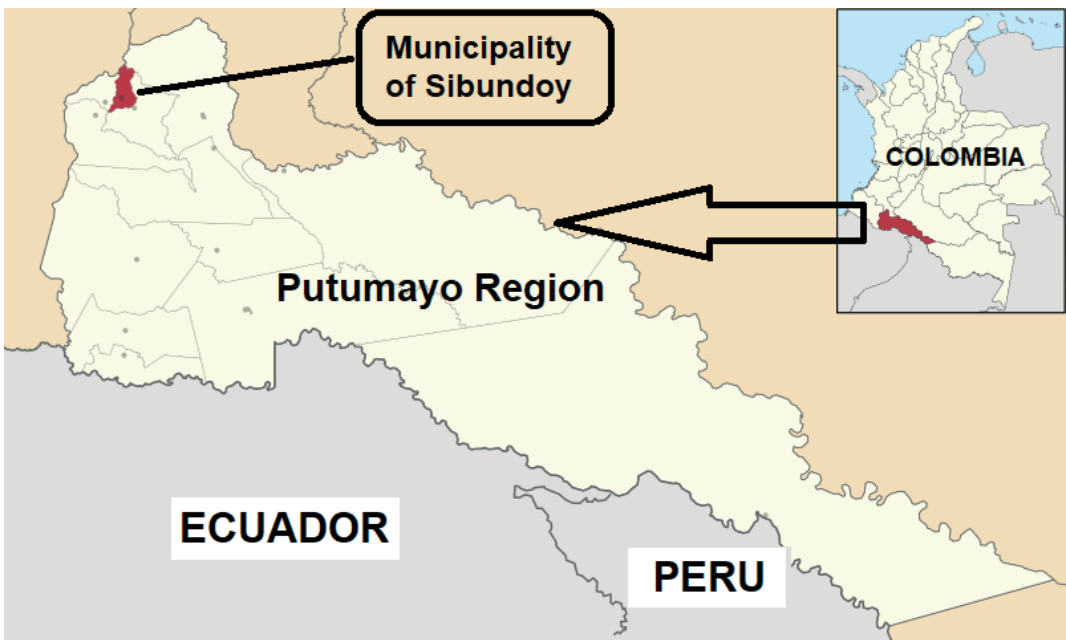 Municipality
of Sibundoy
COLOMBIA
Putumayo Region
ECUADOR
PERU